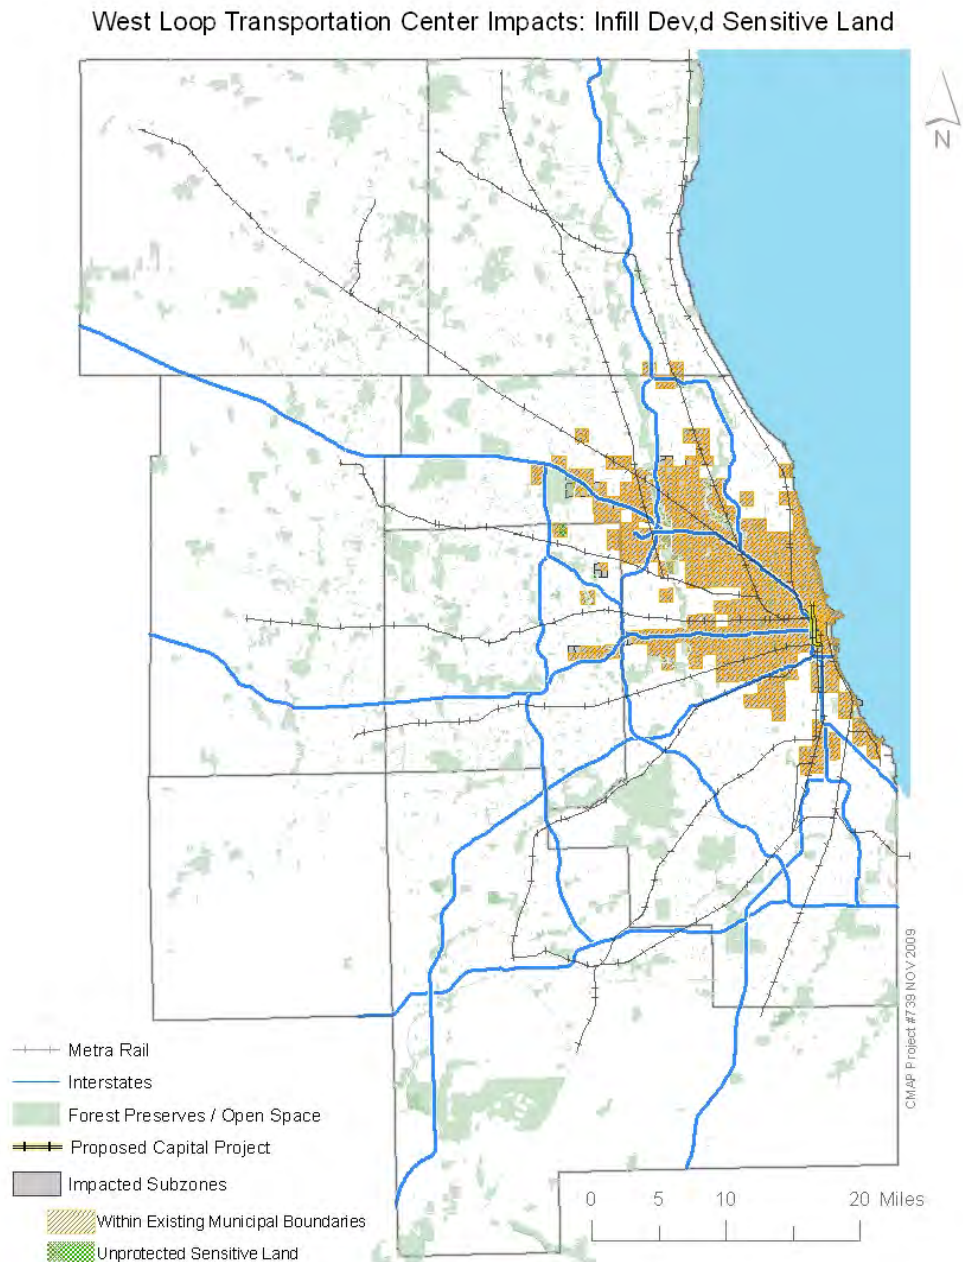 West Loop Transportation Center Impacts: Infill Dev,d Sensitive Land
N
CMAP Project #739 NOV 2009
Metra Rail
Interstates
Forest Preserves / Open Space
Proposed Capital Project
Impacted Subzones
Within Existing Municipal Boundaries
Unprotected Sensitive Land
0 5 10 20 Miles